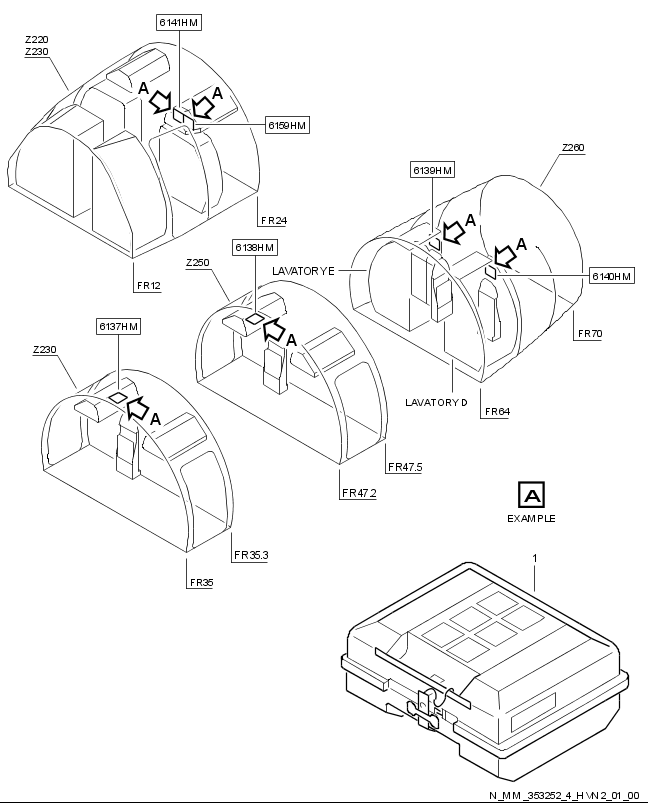 6141HM
Z220
Z230
A
A
6159HM
FR24
FR12
Z260
6139HM
A
A
6140HM
LAVATORY E
FR70
LAVATORY D
FR64
6138HM
Z250
A
FR47.5
FR47.2
6137HM
Z230
A
FR35.3
FR35
A
EXAMPLE
1
N_MM_353252_4_HVN2_01_00